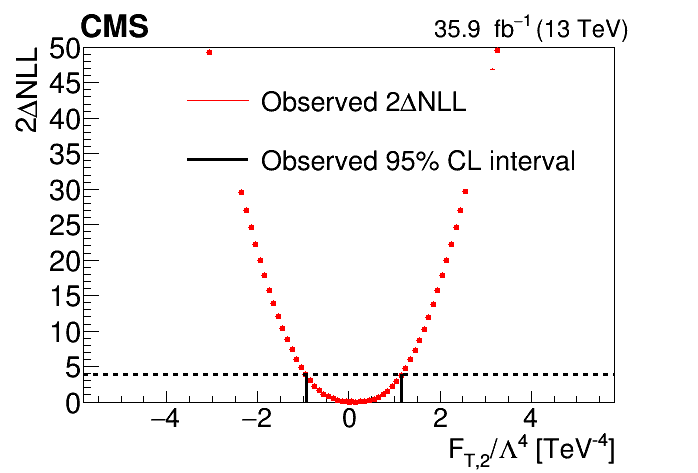 CMS
35.9 fb⁻¹ (13 TeV)
2ΔNLL
50
45
40
35
30
25
20
15
10
5
0
Observed 2ΔNLL
Observed 95% CL interval
−4 −2 0 2 4
F_T,2/Λ⁴ [TeV⁻⁴]